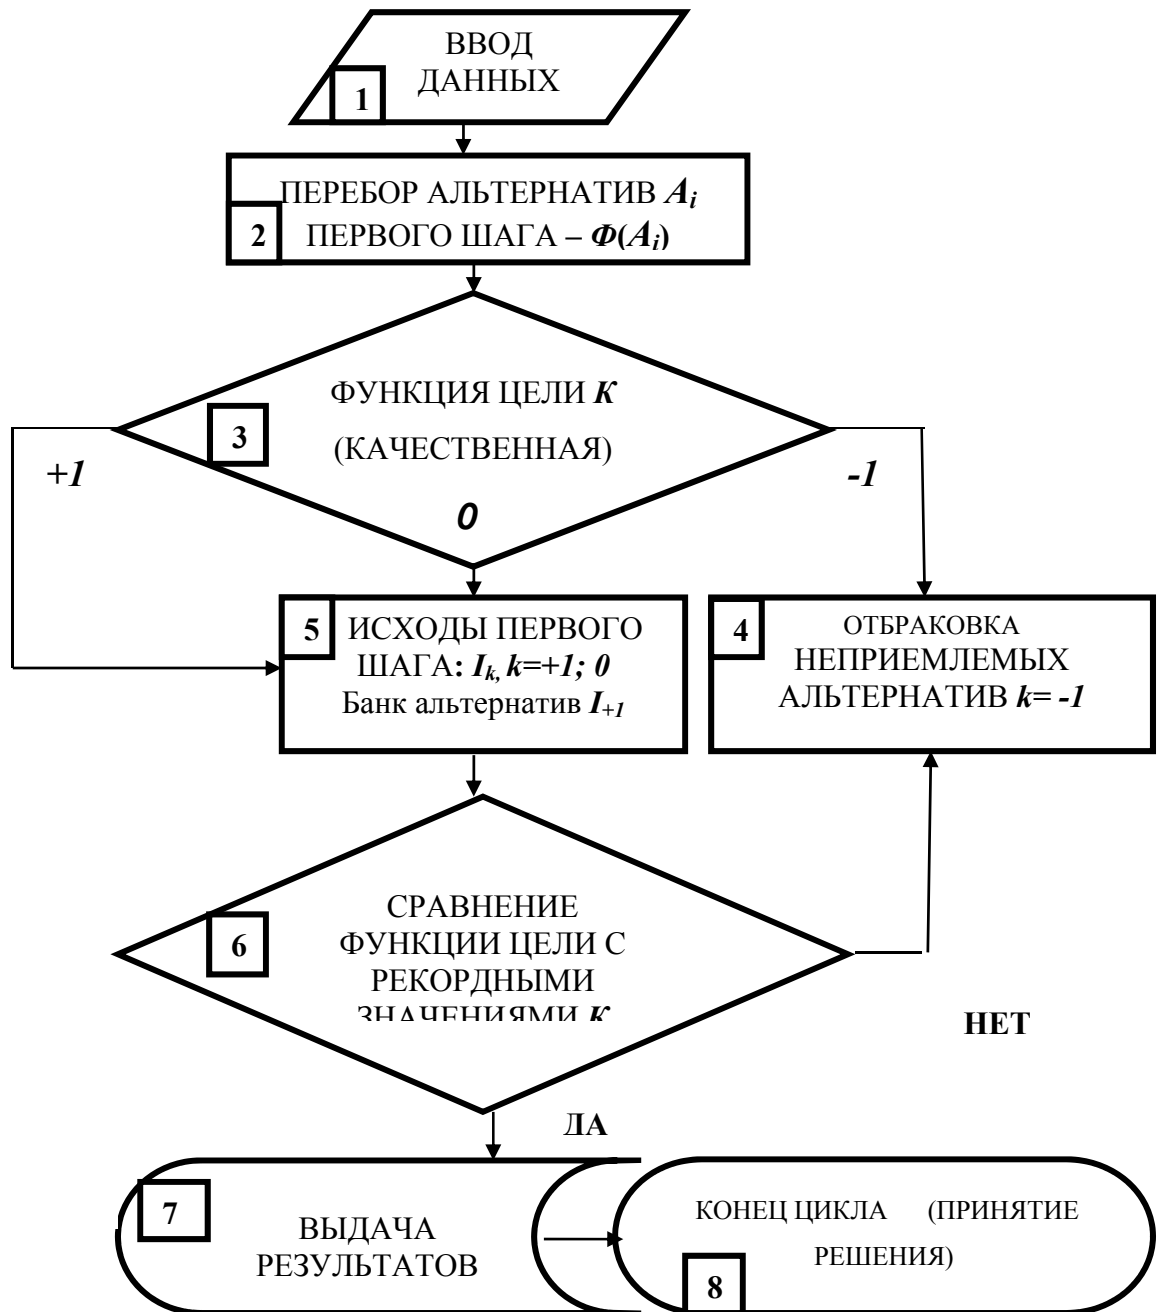 ВВОД
ДАННЫХ
1
ПЕРЕБОР АЛЬТЕРНАТИВ Ai
ПЕРВОГО ШАГА – Ф(Ai)
2
ФУНКЦИЯ ЦЕЛИ К
(КАЧЕСТВЕННАЯ)
3
+1
-1
0
5
ИСХОДЫ ПЕРВОГО
ШАГА: Ik, k=+1; 0
Банк альтернатив I+1
4
ОТБРАКОВКА
НЕПРИЕМЛЕМЫХ
АЛЬТЕРНАТИВ k= -1
6
СРАВНЕНИЕ
ФУНКЦИИ ЦЕЛИ С
РЕКОРДНЫМИ
ЗНАЧЕНИЯМИ К
НЕТ
ДА
7
ВЫДАЧА
РЕЗУЛЬТАТОВ
КОНЕЦ ЦИКЛА (ПРИНЯТИЕ
РЕШЕНИЯ)
8